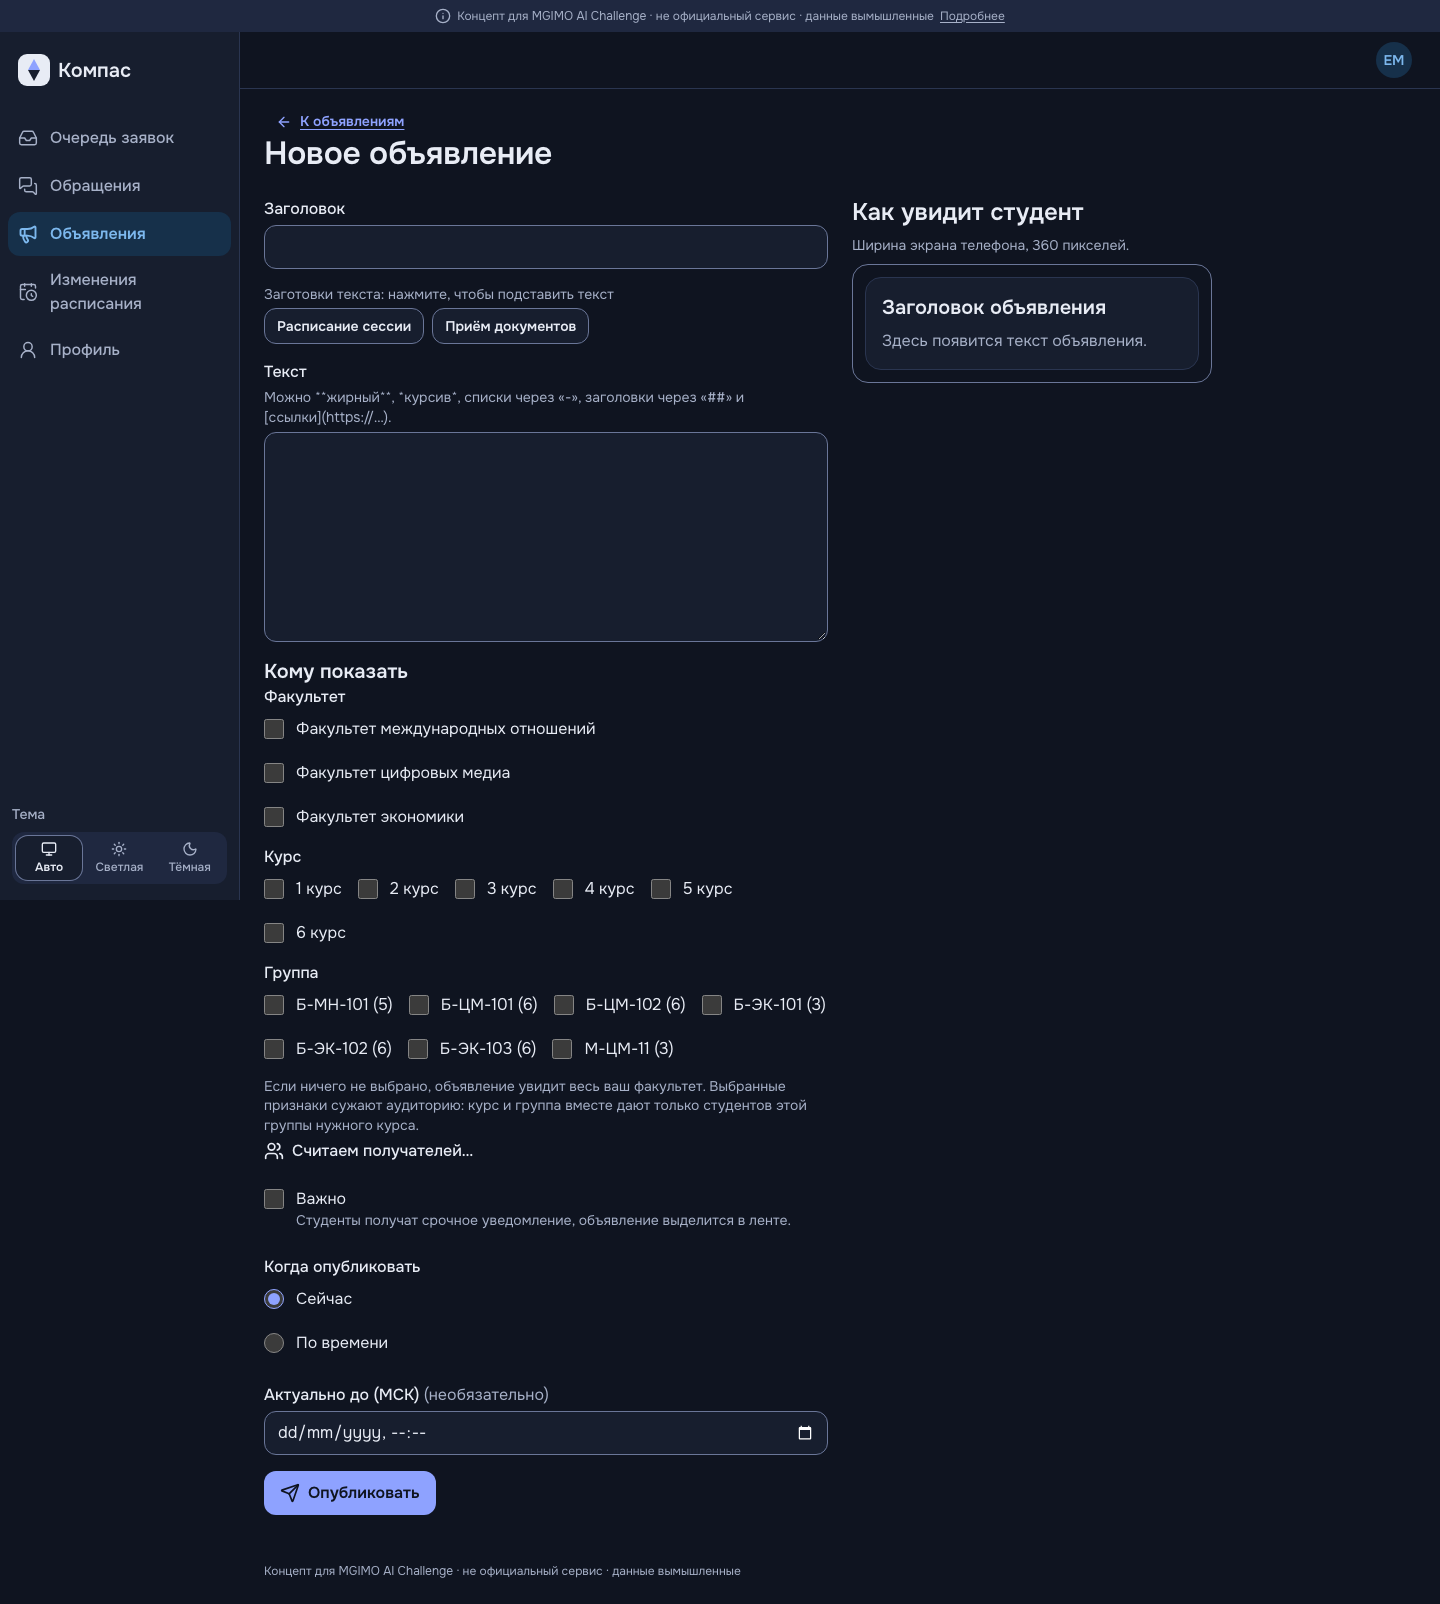 Концепт для MGIMO AI Challenge · не официальный сервис · данные вымышленные Подробнее
Компас
ЕМ
Очередь заявок
Обращения
Объявления
Изменения
расписания
Профиль
Тема
Авто
Светлая
Тёмная
К объявлениям
Новое объявление
Заголовок
Заготовки текста: нажмите, чтобы подставить текст
Расписание сессии
Приём документов
Текст
Можно **жирный**, *курсив*, списки через «-», заголовки через «##» и
[ссылки](https://…).
Кому показать
Факультет
Факультет международных отношений
Факультет цифровых медиа
Факультет экономики
Курс
1 курс 2 курс 3 курс 4 курс 5 курс
6 курс
Группа
Б-МН-101 (5) Б-ЦМ-101 (6) Б-ЦМ-102 (6) Б-ЭК-101 (3)
Б-ЭК-102 (6) Б-ЭК-103 (6) М-ЦМ-11 (3)
Если ничего не выбрано, объявление увидит весь ваш факультет. Выбранные
признаки сужают аудиторию: курс и группа вместе дают только студентов этой
группы нужного курса.
Считаем получателей…
Важно
Студенты получат срочное уведомление, объявление выделится в ленте.
Когда опубликовать
Сейчас
По времени
Актуально до (МСК) (необязательно)
dd/mm/yyyy, --:--
Опубликовать
Как увидит студент
Ширина экрана телефона, 360 пикселей.
Заголовок объявления
Здесь появится текст объявления.
Концепт для MGIMO AI Challenge · не официальный сервис · данные вымышленные